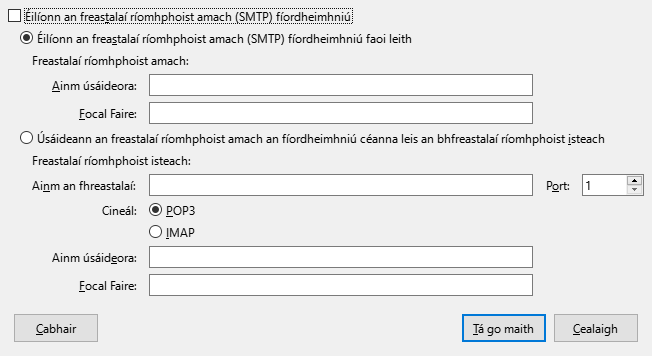 Éilíonn an freastalaí ríomhphoist amach (SMTP) fíordheimhniú
Éilíonn an freastalaí ríomhphoist amach (SMTP) fíordheimhniú faoi leith
Freastalaí ríomhphoist amach:
Ainm úsáideora:
Focal Faire:
Úsáideann an freastalaí ríomhphoist amach an fíordheimhniú céanna leis an bhfreastalaí ríomhphoist isteach
Freastalaí ríomhphoist isteach:
Ainm an fhreastalaí: Port: 1
Cineál: POP3
IMAP
Ainm úsáideora:
Focal Faire:
Cabhair Tá go maith Cealaigh